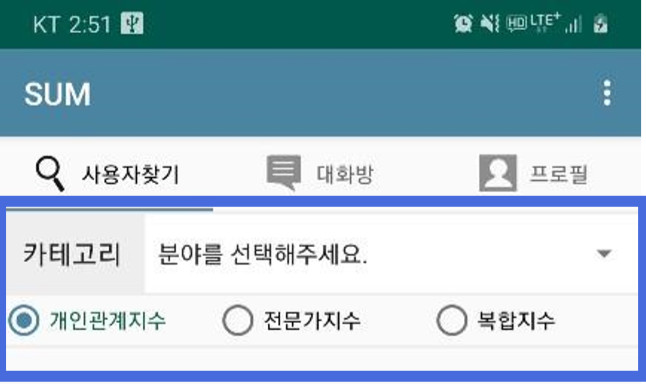 KT 2:51 HD LTE+
SUM
사용자찾기 대화방 프로필
카테고리 분야를 선택해주세요.
개인관계지수 전문가지수 복합지수